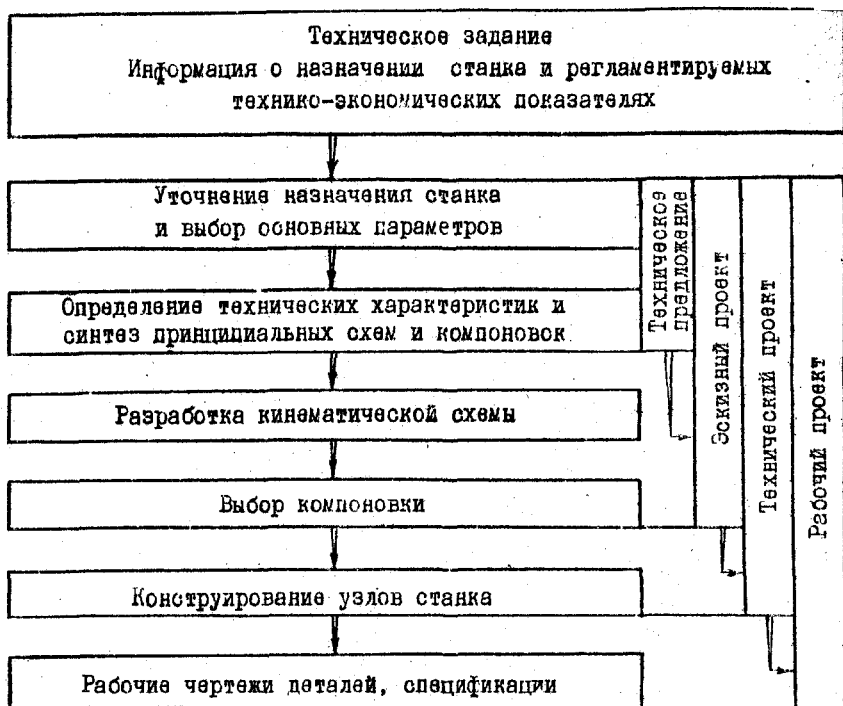 Техническое задание
Информация о назначении станка и регламентируемых
технико-экономических показателях
Уточнение назначения станка
и выбор основных параметров
Определение технических характеристик и
синтез принципиальных схем и компоновок
Разработка кинематической схемы
Выбор компоновки
Конструирование узлов станка
Рабочие чертежи деталей, спецификации
Техническое
предложение
Эскизный проект
Технический проект
Рабочий проект